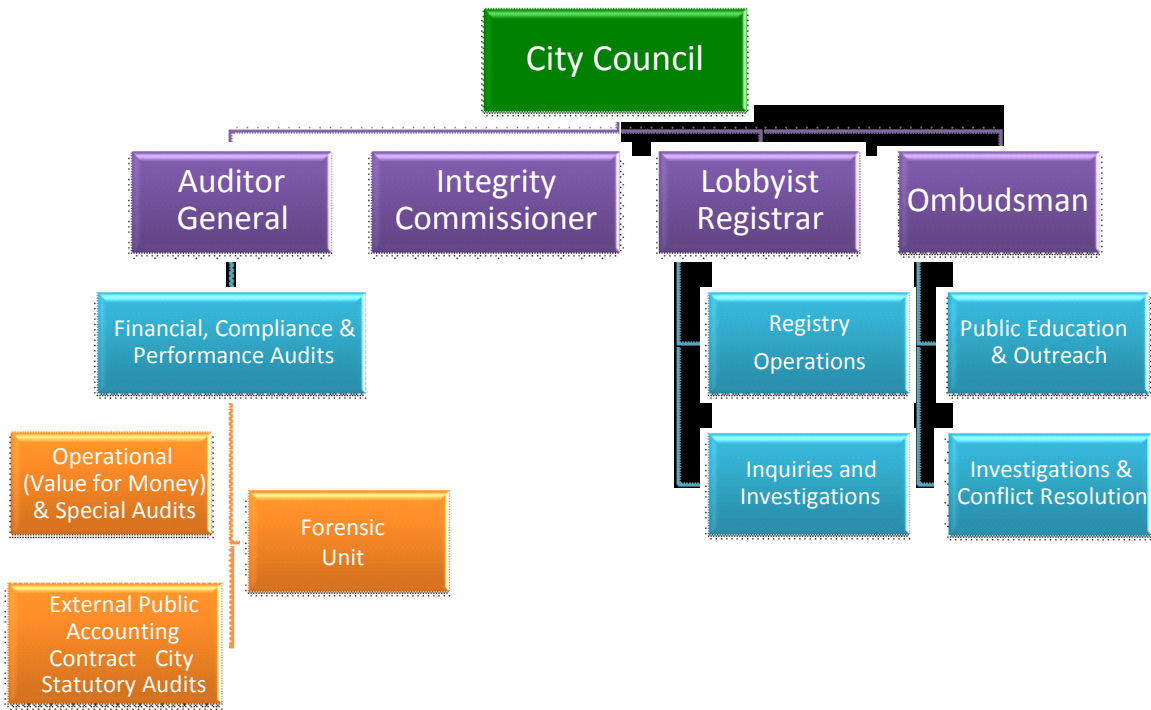 City Council
Auditor
General
Integrity
Commissioner
Lobbyist
Registrar
Ombudsman
Financial, Compliance &
Performance Audits
Registry
Operations
Public Education
& Outreach
Operational
(Value for Money)
& Special Audits
Forensic
Unit
Inquiries and
Investigations
Investigations &
Conflict Resolution
External Public
Accounting
Contract City
Statutory Audits